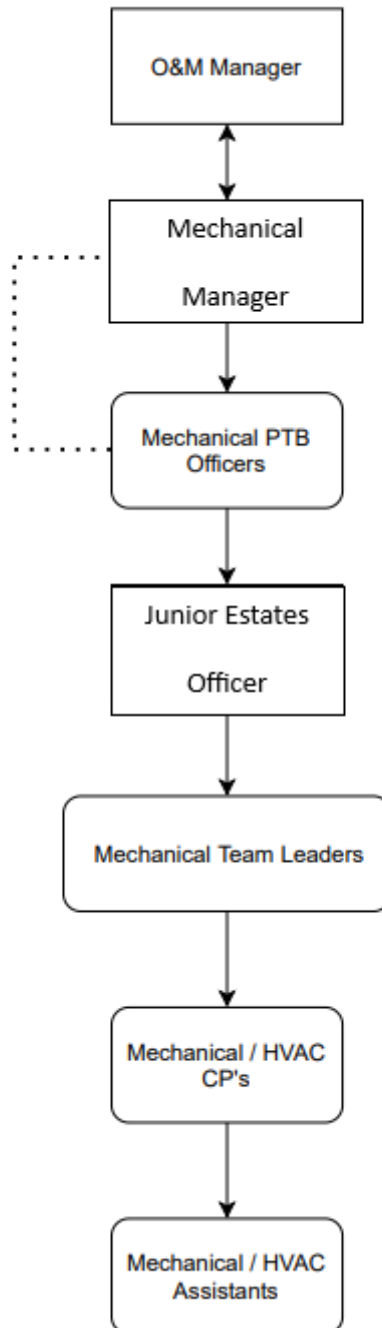 O&M Manager
Mechanical
Manager
Mechanical PTB
Officers
Junior Estates
Officer
Mechanical Team Leaders
Mechanical / HVAC
CP's
Mechanical / HVAC
Assistants